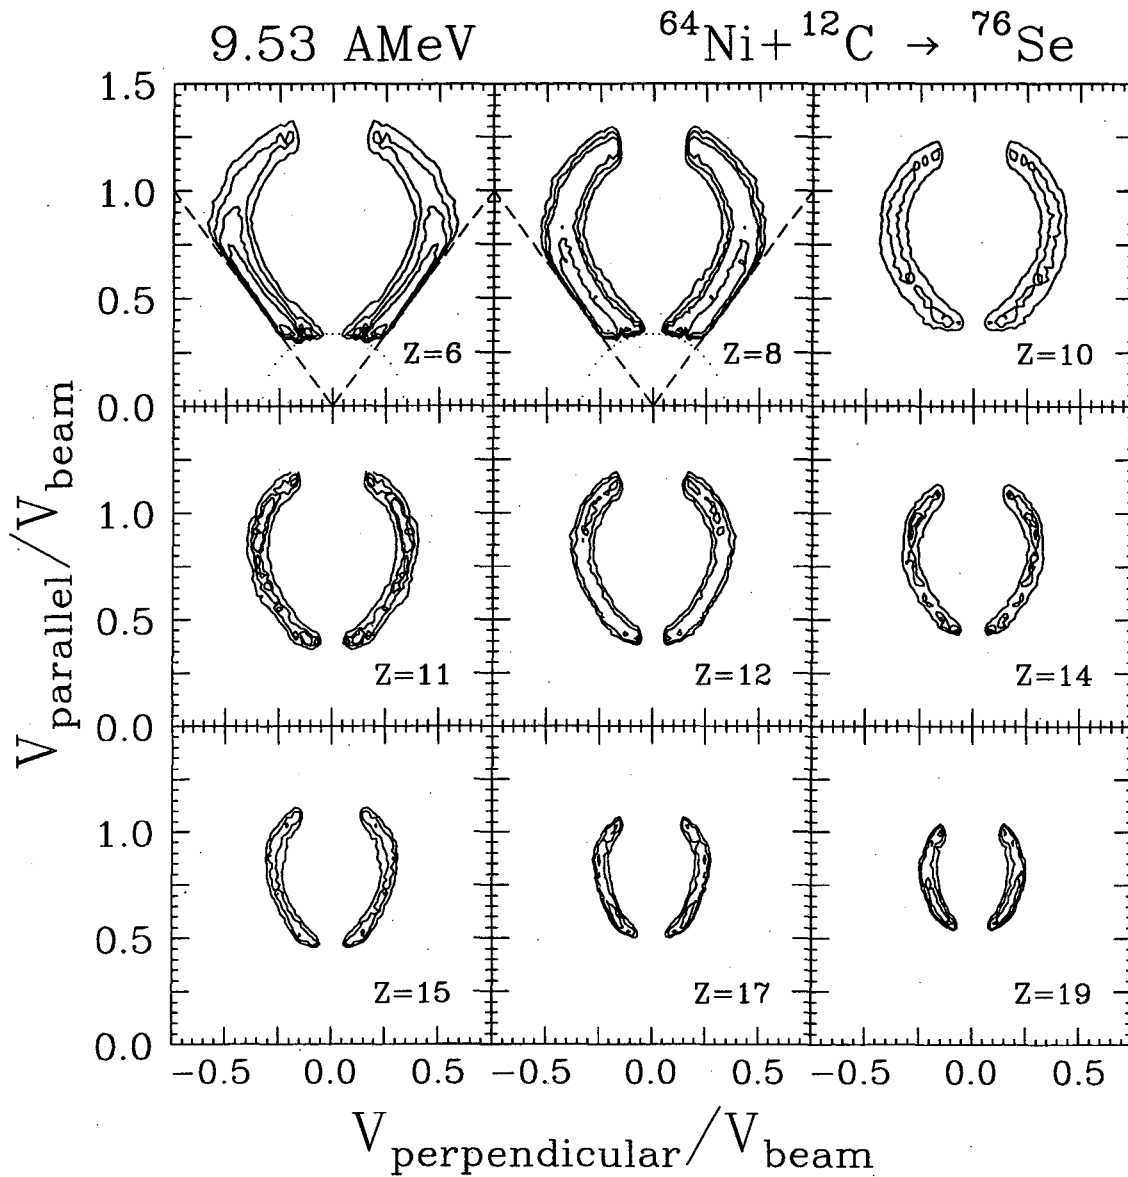 9.53 AMeV
⁶⁴Ni+¹²C → ⁷⁶Se
1.5
1.0
0.5
0.0
Z=6
Z=8
Z=10
1.0
0.5
0.0
Z=11
Z=12
Z=14
1.0
0.5
0.0
Z=15
Z=17
Z=19
−0.5 0.0 0.5 −0.5 0.0 0.5 −0.5 0.0 0.5
V_parallel/V_beam
V_perpendicular/V_beam